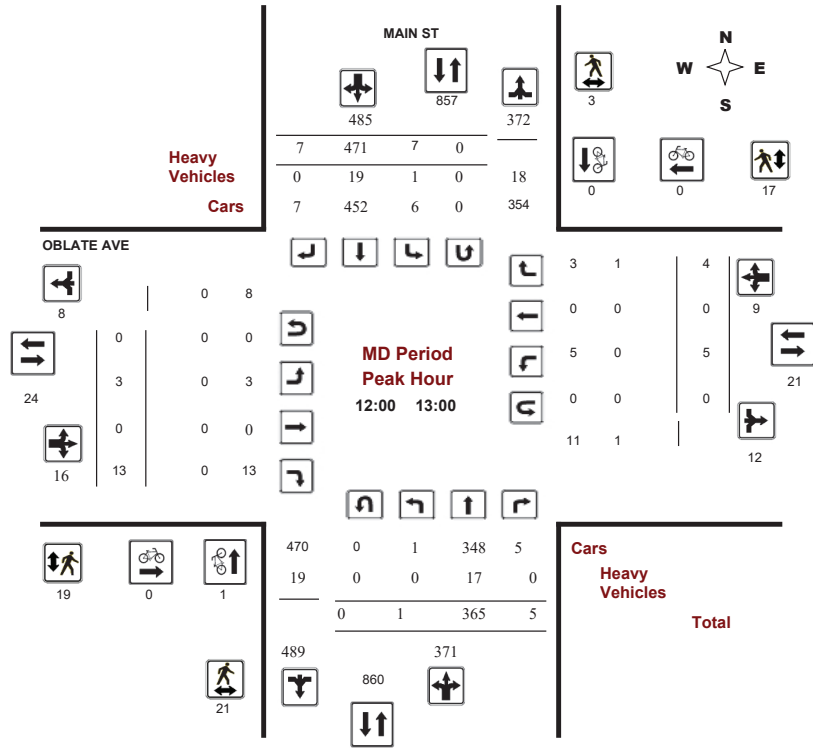 MAIN ST
N
W E
S
857
3
485 372
7 471 7 0
Heavy
Vehicles
0 19 1 0 18
0 0 17
Cars
7 452 6 0 354
OBLATE AVE
8
0 8
3 1 4
0 0 0
0 0 0
9
24
3 0 3
MD Period
Peak Hour
12:00 13:00
5 0 5
21
0 0 0
0 0 0
16
13 0 13
11 1
12
470 0 1 348 5
Cars
19 0 0 17 0
Heavy
Vehicles
19 0 1
0 1 365 5
Total
489 371
860
21